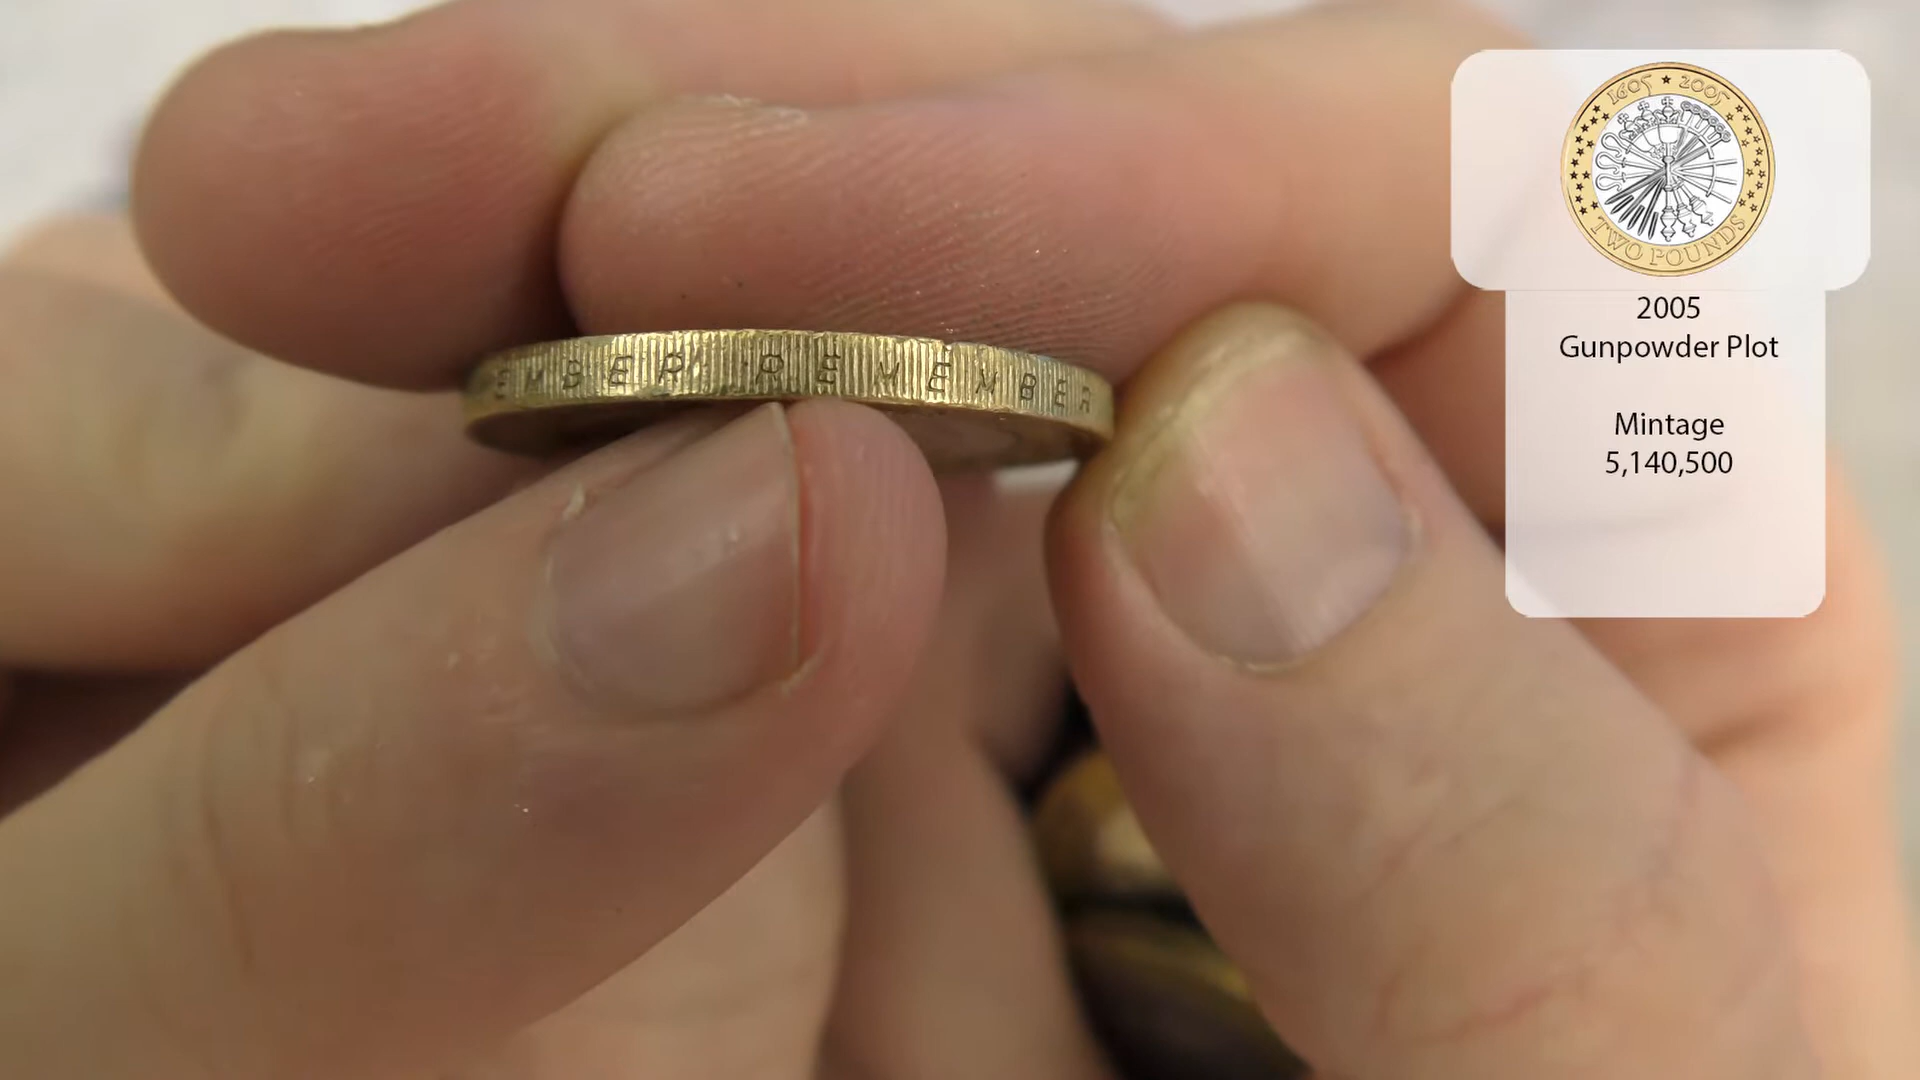 EMBER REMEMBER
1605 ★ 2005
TWO POUNDS
2005
Gunpowder Plot
Mintage
5,140,500